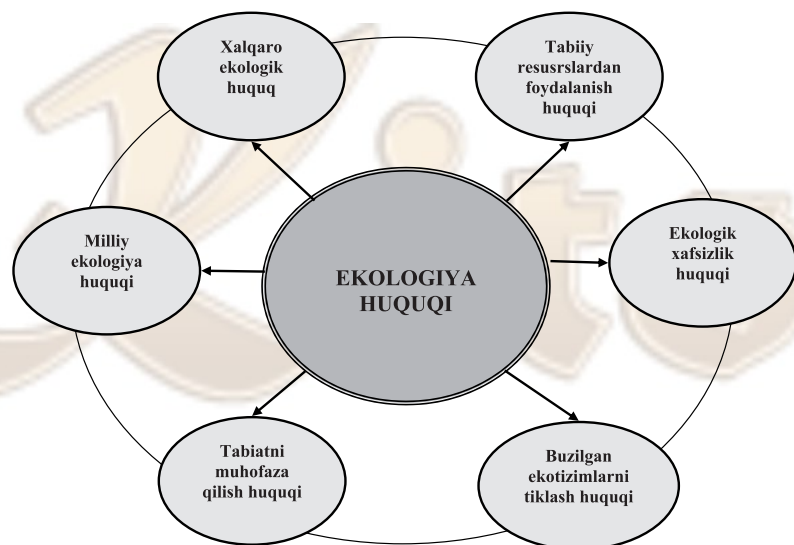 Xalqaro
ekologik
huquq
Tabiiy
resusrslardan
foydalanish
huquqi
Milliy
ekologiya
huquqi
EKOLOGIYA
HUQUQI
Ekologik
xafsizlik
huquqi
Tabiatni
muhofaza
qilish huquqi
Buzilgan
ekotizimlarni
tiklash huquqi